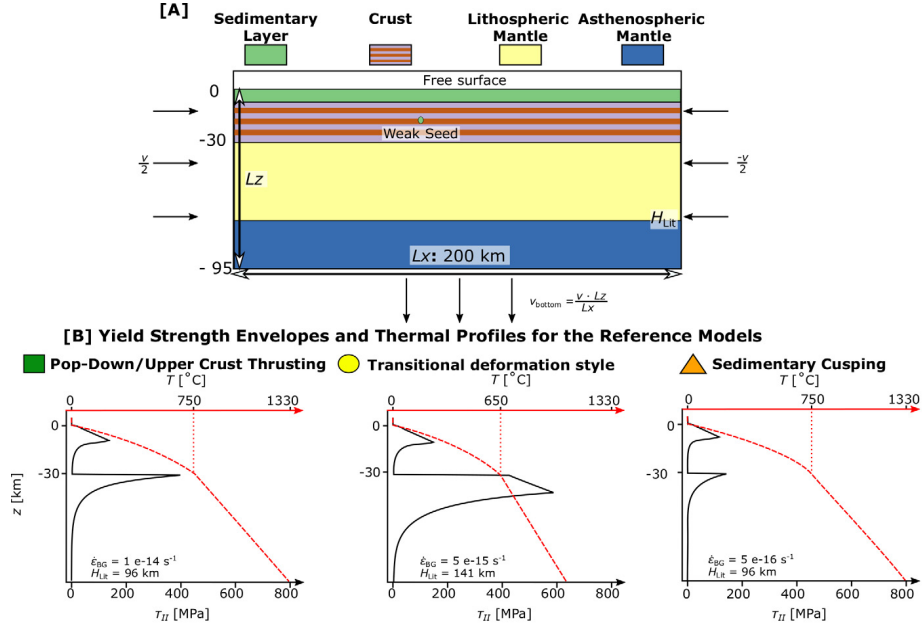 [A]
Sedimentary Layer
Crust
Lithospheric Mantle
Asthenospheric Mantle
Free surface
0
-30
- 95
Weak Seed
v/2
-v/2
Lz
H_Lit
Lx: 200 km
v_bottom = v · Lz / Lx
[B] Yield Strength Envelopes and Thermal Profiles for the Reference Models
Pop-Down/Upper Crust Thrusting
T [˚C]
0 750 1330
0
-30
z [km]
ε̇_BG = 1 e-14 s⁻¹
H_Lit = 96 km
0 200 400 600 800
τ_II [MPa]
Transitional deformation style
T [˚C]
0 650 1330
0
-30
ε̇_BG = 5 e-15 s⁻¹
H_Lit = 141 km
0 200 400 600 800
τ_II [MPa]
Sedimentary Cusping
T [˚C]
0 750 1330
0
-30
ε̇_BG = 5 e-16 s⁻¹
H_Lit = 96 km
0 200 400 600 800
τ_II [MPa]